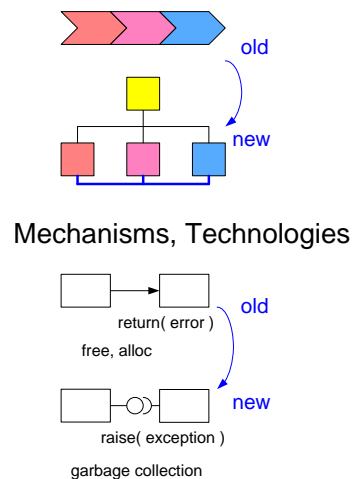 old
new
Mechanisms, Technologies
old
return( error )
free, alloc
new
raise( exception )
garbage collection